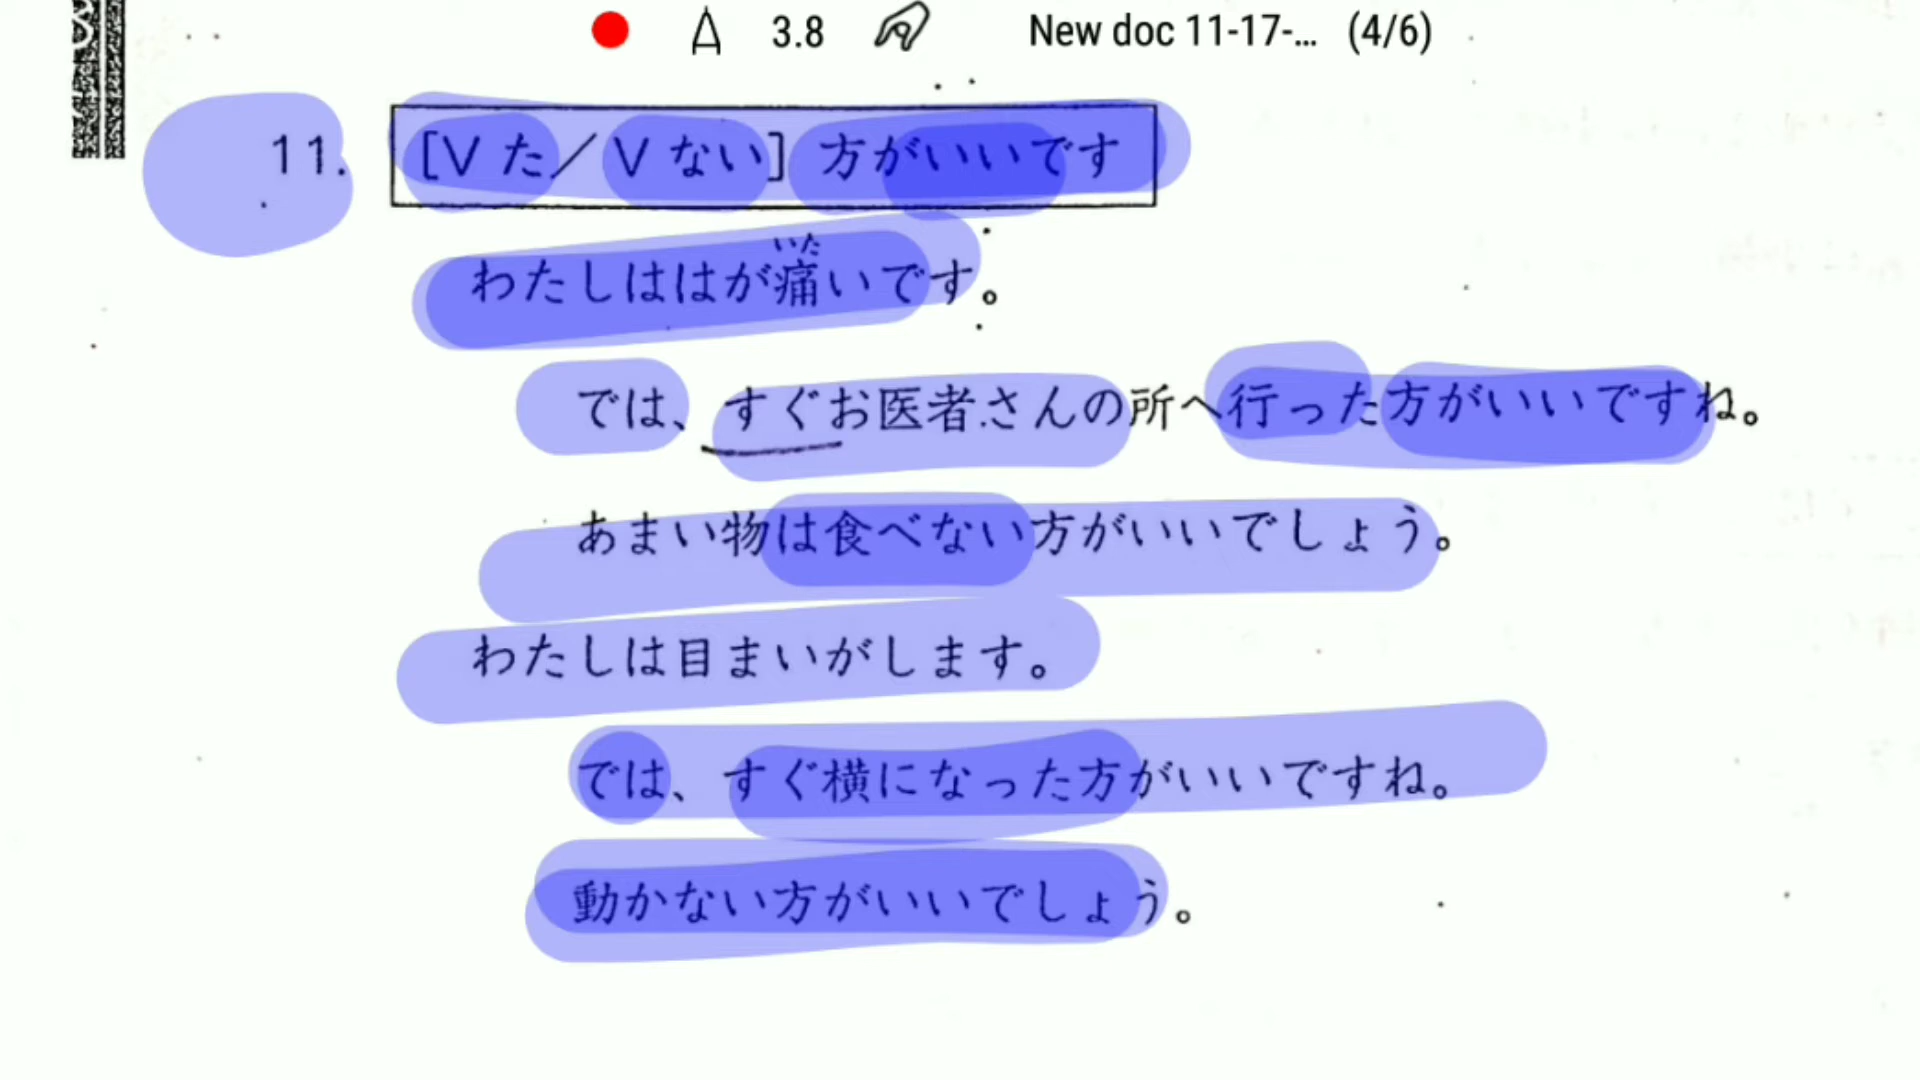 3.8 New doc 11-17-... (4/6)
11. [V た／V ない] 方がいいです
いた
わたしははが痛いです。
では、すぐお医者さんの所へ行った方がいいですね。
あまい物は食べない方がいいでしょう。
わたしは目まいがします。
では、すぐ横になった方がいいですね。
動かない方がいいでしょう。